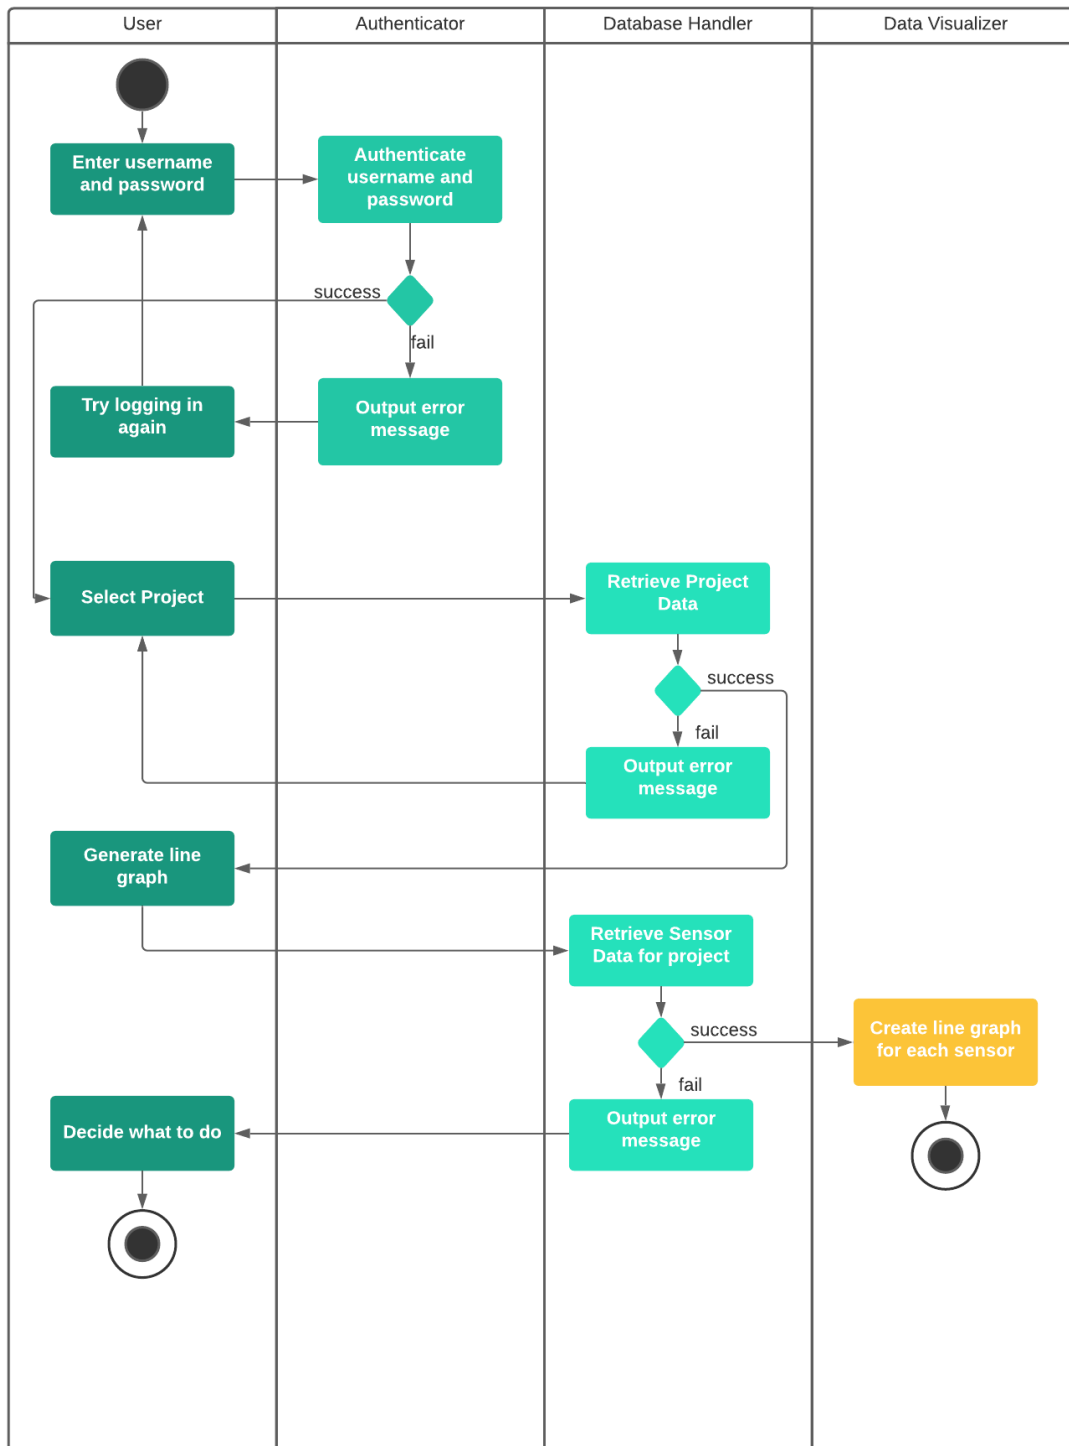 User
Authenticator
Database Handler
Data Visualizer
Enter username
and password
Authenticate
username and
password
success
fail
Try logging in
again
Output error
message
Select Project
Retrieve Project
Data
success
fail
Output error
message
Generate line
graph
Retrieve Sensor
Data for project
success
Create line graph
for each sensor
fail
Decide what to do
Output error
message